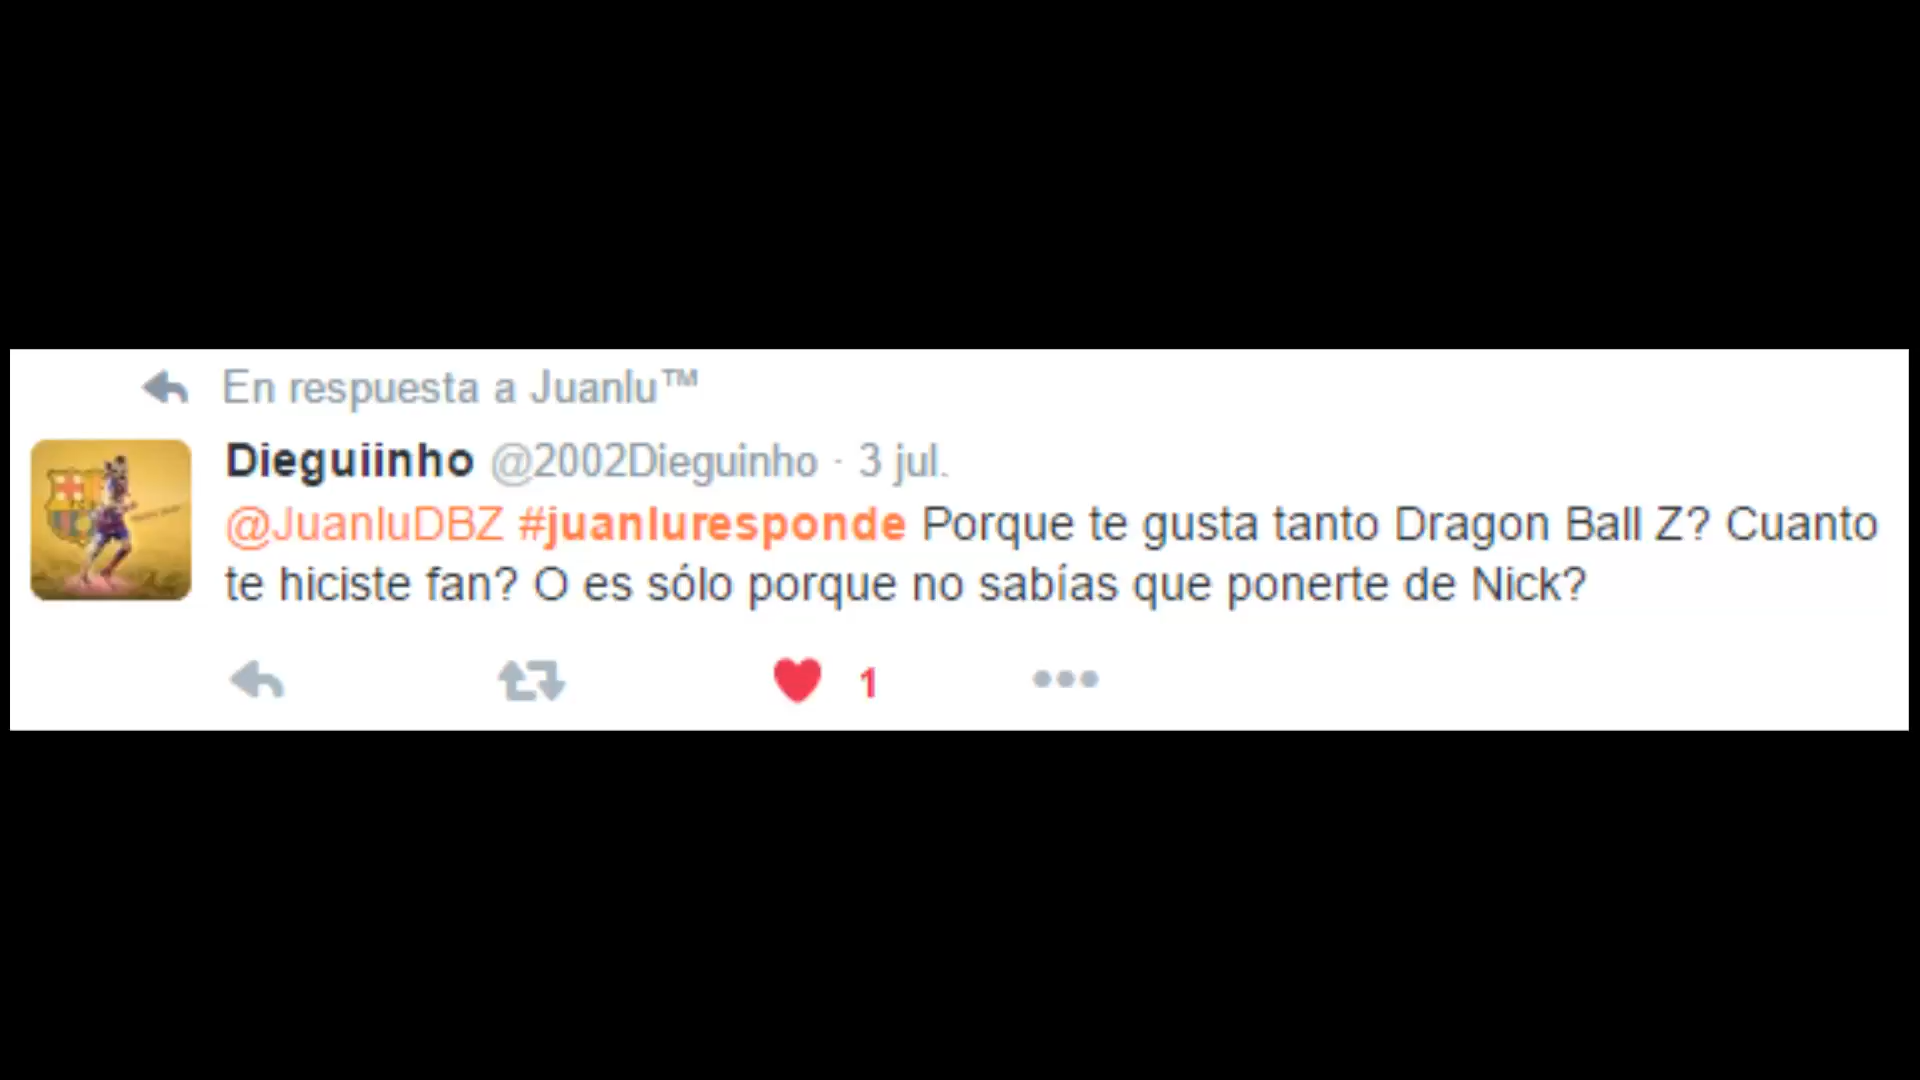 En respuesta a Juanlu™
Dieguiinho @2002Dieguinho · 3 jul.
@JuanluDBZ #juanluresponde Porque te gusta tanto Dragon Ball Z? Cuanto
te hiciste fan? O es sólo porque no sabías que ponerte de Nick?
1